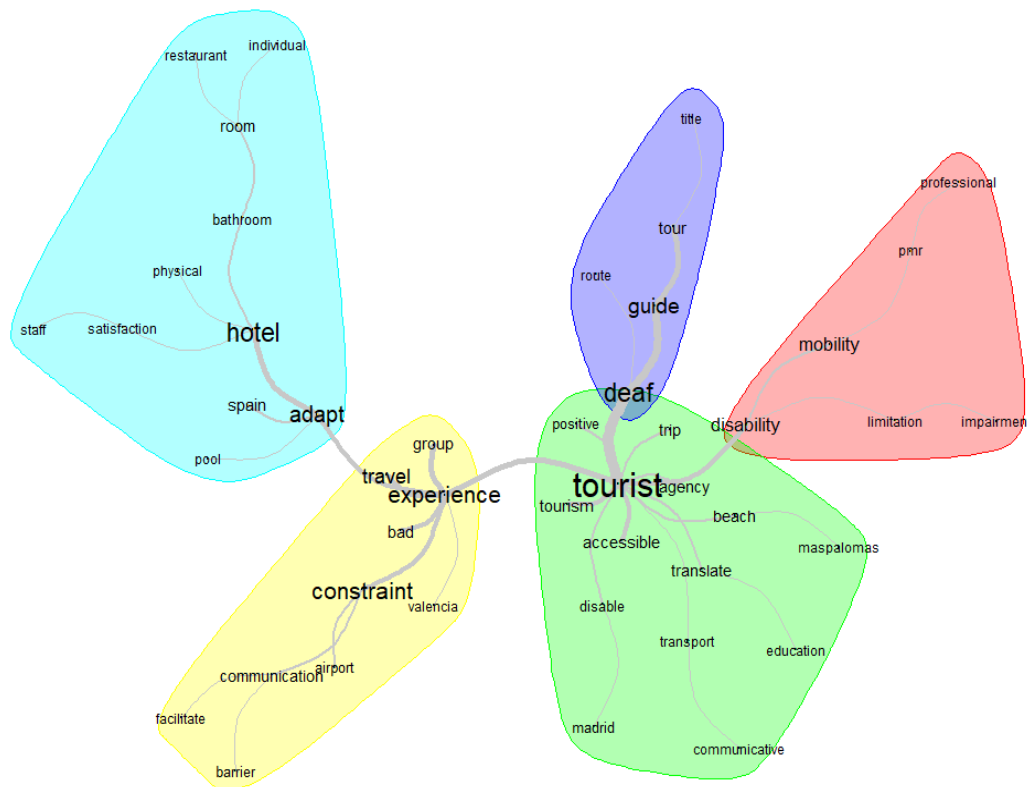 individual
restaurant
room
bathroom
physical
staff
satisfaction
hotel
spain
adapt
pool
title
tour
route
guide
deaf
professional
pmr
mobility
disability
limitation
impairmen
group
travel
experience
bad
constraint
valencia
airport
communication
facilitate
barrier
positive
trip
tourist
agency
tourism
beach
accessible
maspalomas
translate
disable
transport
education
madrid
communicative